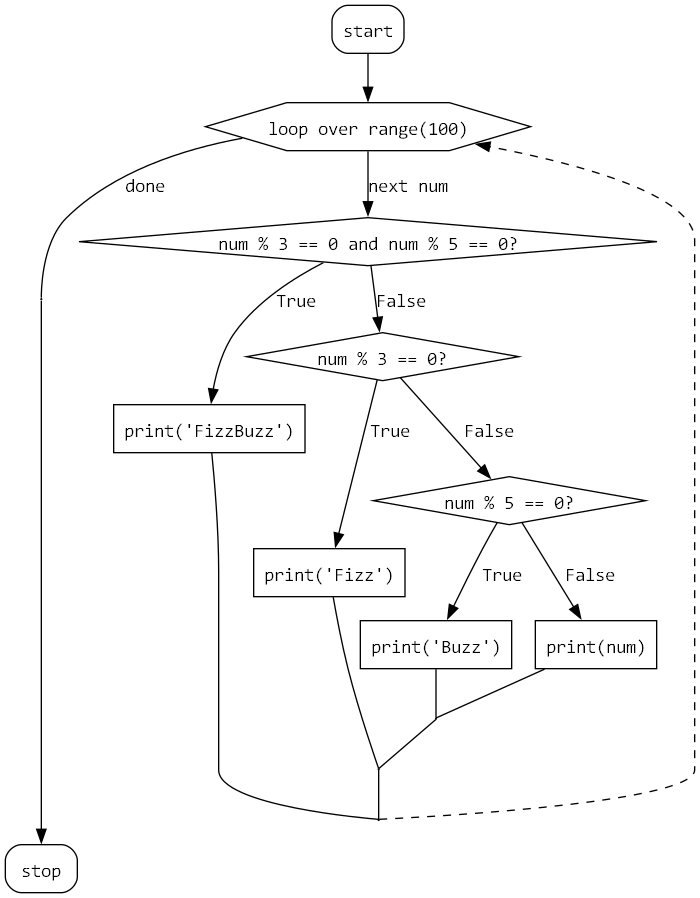 start
loop over range(100)
done
next num
num % 3 == 0 and num % 5 == 0?
True
False
num % 3 == 0?
print('FizzBuzz')
True
False
num % 5 == 0?
print('Fizz')
True
False
print('Buzz')
print(num)
stop